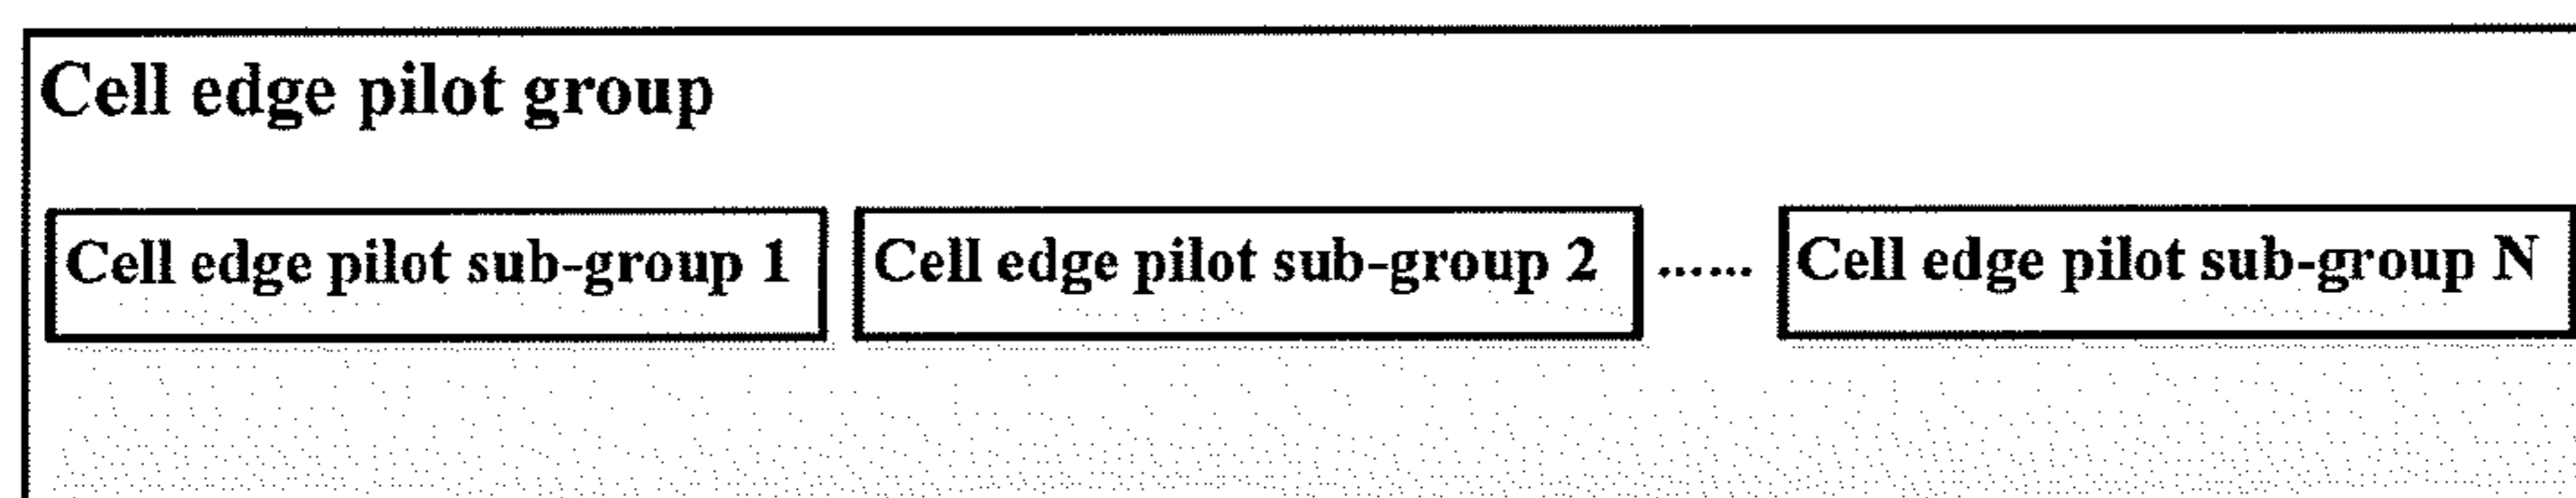 Cell edge pilot group
Cell edge pilot sub-group 1 Cell edge pilot sub-group 2 ...... Cell edge pilot sub-group N